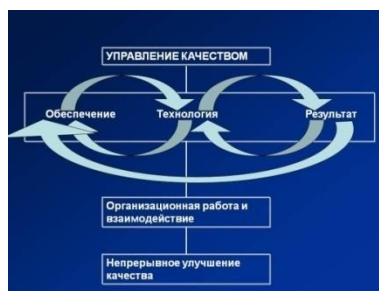 УПРАВЛЕНИЕ КАЧЕСТВОМ
Обеспечение Технология Результат
Организационная работа и
взаимодействие
Непрерывное улучшение
качества